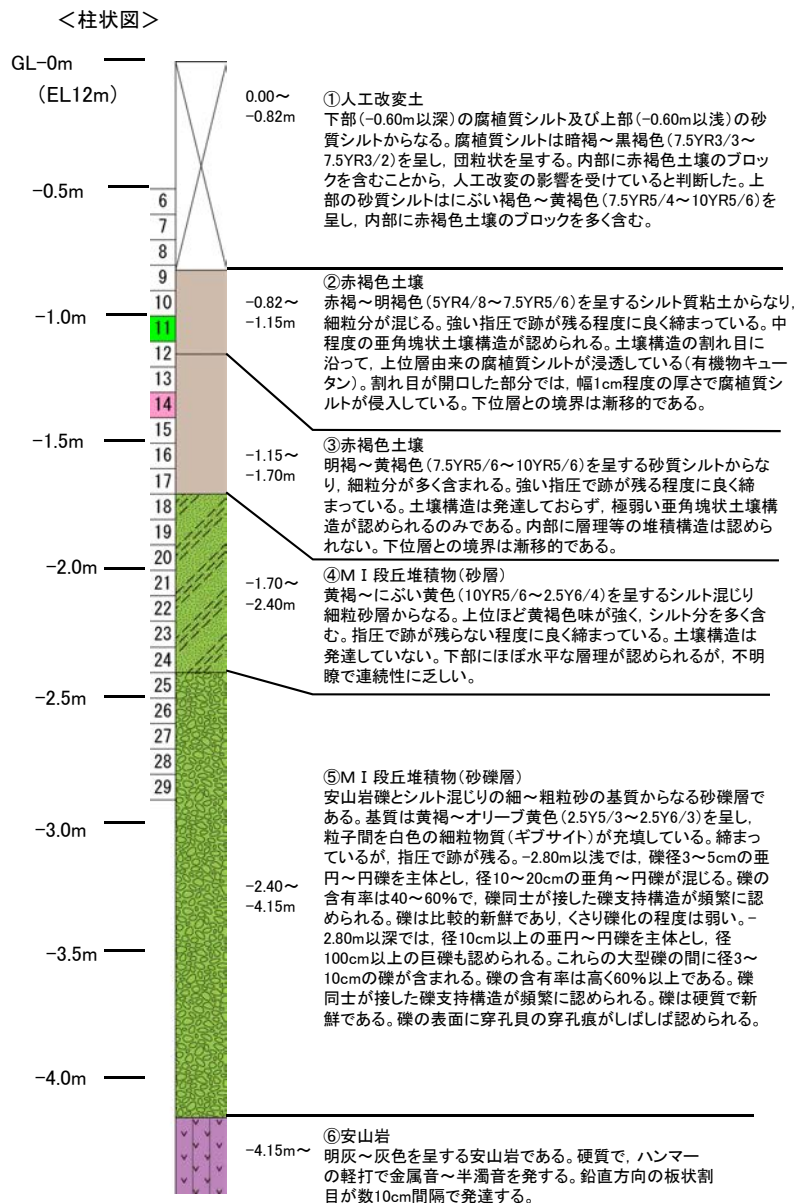 ＜柱状図＞
GL-0m
(EL12m)
-0.5m
-1.0m
-1.5m
-2.0m
-2.5m
-3.0m
-3.5m
-4.0m
6
7
8
9
10
11
12
13
14
15
16
17
18
19
20
21
22
23
24
25
26
27
28
29
0.00～
-0.82m
①人工改変土
下部(-0.60m以深)の腐植質シルト及び上部(-0.60m以浅)の砂
質シルトからなる。腐植質シルトは暗褐～黒褐色(7.5YR3/3～
7.5YR3/2)を呈し，団粒状を呈する。内部に赤褐色土壌のブロッ
クを含むことから，人工改変の影響を受けていると判断した。上
部の砂質シルトはにぶい褐色～黄褐色(7.5YR5/4～10YR5/6)を
呈し，内部に赤褐色土壌のブロックを多く含む。
-0.82～
-1.15m
②赤褐色土壌
赤褐～明褐色(5YR4/8～7.5YR5/6)を呈するシルト質粘土からなり，
細粒分が混じる。強い指圧で跡が残る程度に良く締まっている。中
程度の亜角塊状土壌構造が認められる。土壌構造の割れ目に
沿って，上位層由来の腐植質シルトが浸透している(有機物キュー
タン)。割れ目が開口した部分では，幅1cm程度の厚さで腐植質シ
ルトが侵入している。下位層との境界は漸移的である。
-1.15～
-1.70m
③赤褐色土壌
明褐～黄褐色(7.5YR5/6～10YR5/6)を呈する砂質シルトからな
り，細粒分が多く含まれる。強い指圧で跡が残る程度に良く締
まっている。土壌構造は発達しておらず，極弱い亜角塊状土壌構
造が認められるのみである。内部に層理等の堆積構造は認めら
れない。下位層との境界は漸移的である。
-1.70～
-2.40m
④ＭⅠ段丘堆積物(砂層)
黄褐～にぶい黄色(10YR5/6～2.5Y6/4)を呈するシルト混じり
細粒砂層からなる。上位ほど黄褐色味が強く，シルト分を多く含
む。指圧で跡が残らない程度に良く締まっている。土壌構造は
発達していない。下部にほぼ水平な層理が認められるが，不明
瞭で連続性に乏しい。
-2.40～
-4.15m
⑤ＭⅠ段丘堆積物(砂礫層)
安山岩礫とシルト混じりの細～粗粒砂の基質からなる砂礫層で
ある。基質は黄褐～オリーブ黄色(2.5Y5/3～2.5Y6/3)を呈し，
粒子間を白色の細粒物質(ギブサイト)が充填している。締まっ
ているが，指圧で跡が残る。-2.80m以浅では，礫径3～5cmの亜
円～円礫を主体とし，径10～20cmの亜角～円礫が混じる。礫の
含有率は40～60%で，礫同士が接した礫支持構造が頻繁に認
められる。礫は比較的新鮮であり，くさり礫化の程度は弱い。-
2.80m以深では，径10cm以上の亜円～円礫を主体とし，径
100cm以上の巨礫も認められる。これらの大型礫の間に径3～
10cmの礫が含まれる。礫の含有率は高く60%以上である。礫
同士が接した礫支持構造が頻繁に認められる。礫は硬質で新
鮮である。礫の表面に穿孔貝の穿孔痕がしばしば認められる。
-4.15m～
⑥安山岩
明灰～灰色を呈する安山岩である。硬質で，ハンマー
の軽打で金属音～半濁音を発する。鉛直方向の板状割
目が数10cm間隔で発達する。